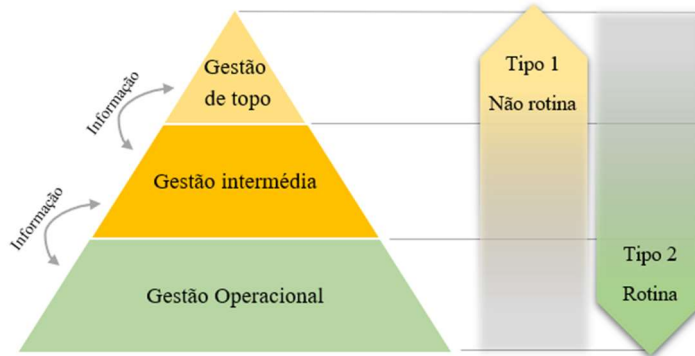 Gestão
de topo
Informação
Gestão intermédia
Informação
Gestão Operacional
Tipo 1
Não rotina
Tipo 2
Rotina